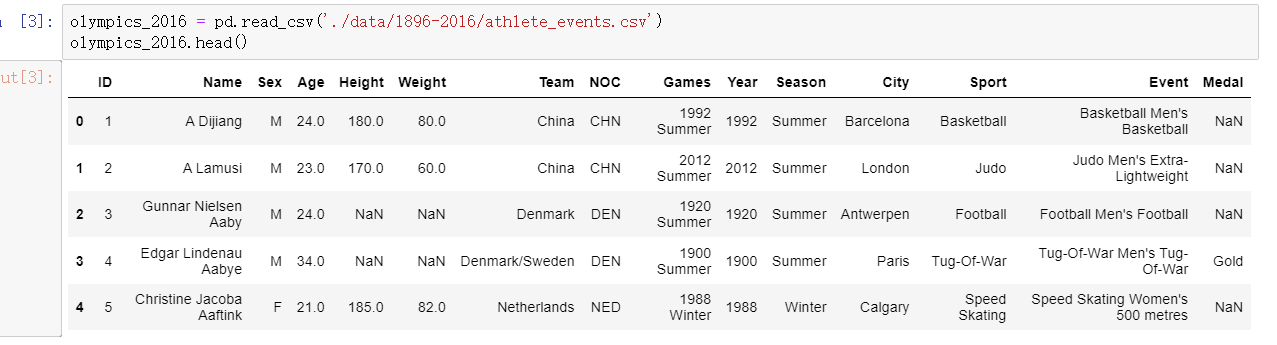 [3]: olympics_2016 = pd.read_csv('./data/1896-2016/athlete_events.csv')
olympics_2016.head()
ut[3]:
ID Name Sex Age Height Weight Team NOC Games Year Season City Sport Event Medal
0 1 A Dijiang M 24.0 180.0 80.0 China CHN 1992 Summer 1992 Summer Barcelona Basketball Basketball Men's Basketball NaN
1 2 A Lamusi M 23.0 170.0 60.0 China CHN 2012 Summer 2012 Summer London Judo Judo Men's Extra-Lightweight NaN
2 3 Gunnar Nielsen Aaby M 24.0 NaN NaN Denmark DEN 1920 Summer 1920 Summer Antwerpen Football Football Men's Football NaN
3 4 Edgar Lindenau Aabye M 34.0 NaN NaN Denmark/Sweden DEN 1900 Summer 1900 Summer Paris Tug-Of-War Tug-Of-War Men's Tug-Of-War Gold
4 5 Christine Jacoba Aaftink F 21.0 185.0 82.0 Netherlands NED 1988 Winter 1988 Winter Calgary Speed Skating Speed Skating Women's 500 metres NaN